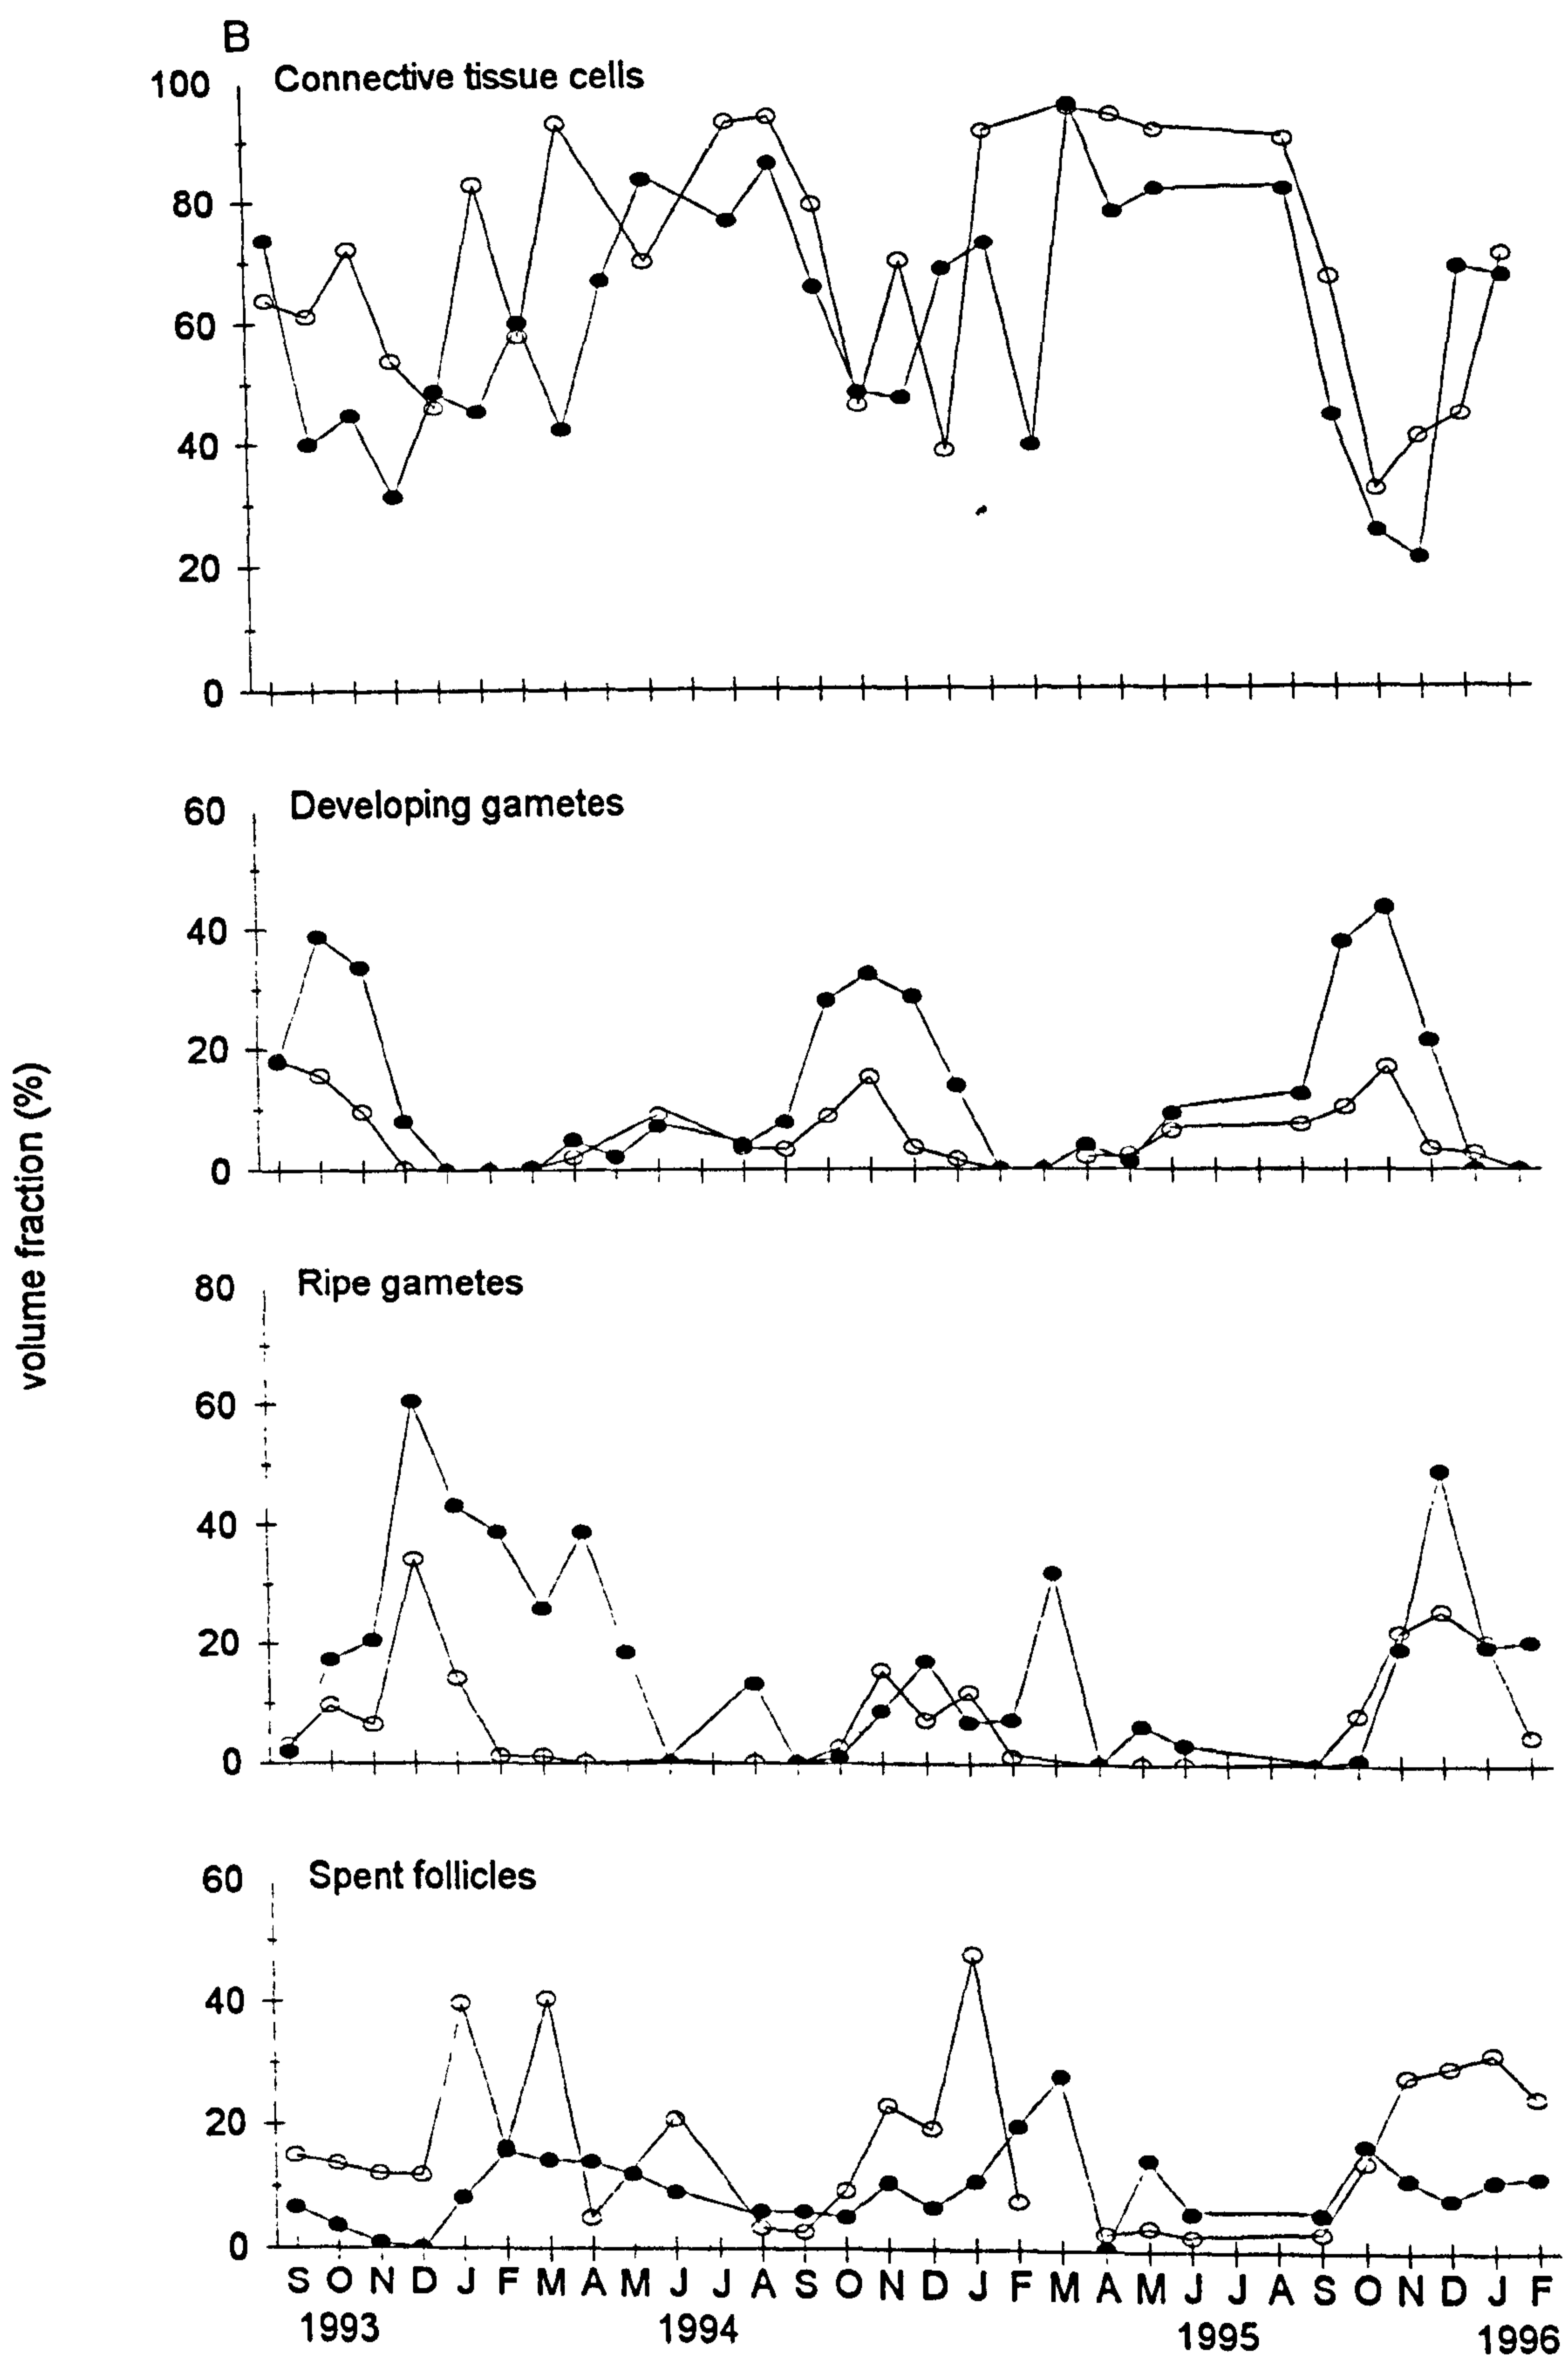 B
Connective tissue cells
100
80
60
40
20
0
Developing gametes
60
40
20
0
volume fraction (%)
Ripe gametes
80
60
40
20
0
Spent follicles
60
40
20
0
S O N D J F M A M J J A S O N D J F M A M J J A S O N D J F
1993 1994 1995 1996